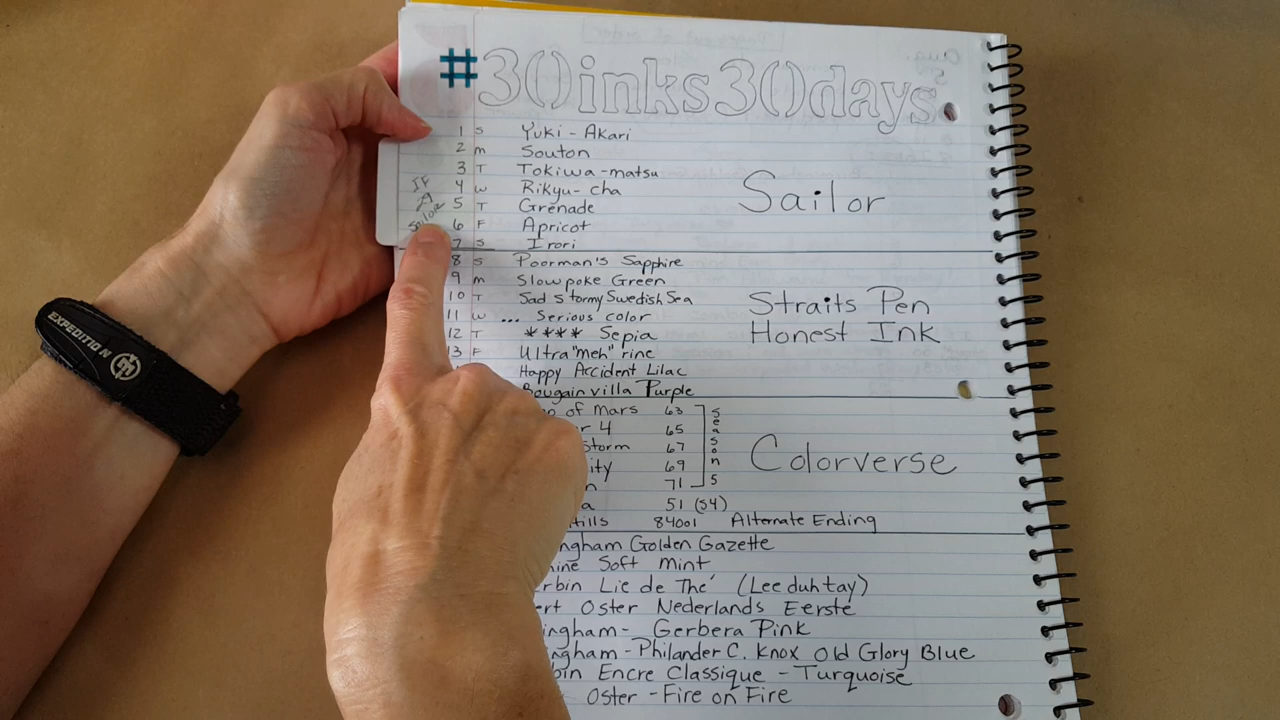 #30inks30days
1 S Yuki - Akari
2 M Souton
3 T Tokiwa-matsu
4 W Rikyu-cha
5 T Grenade
6 F Apricot
7 S Irori
IF
29
Sailor
Sailor
8 S Poorman's Sapphire
9 M Slowpoke Green
10 T Sad Stormy Swedish Sea
11 W ... Serious color
12 T **** Sepia
13 F Ultra "meh" rine
Happy Accident Lilac
Bougainvilla Purple
Straits Pen
Honest Ink
of Mars 63
r 4 65
Storm 67
ity 69
n 71
Seasons
a 51 (54)
84001 Alternate Ending
Colorverse
ngham Golden Gazette
ine Soft mint
rbin Lie de Thé (Lee duh tay)
ert Oster Nederlands Eerste
ingham - Gerbera Pink
ngham - Philander C. Knox Old Glory Blue
bin Encre Classique - Turquoise
Oster - Fire on Fire
EXPEDITION